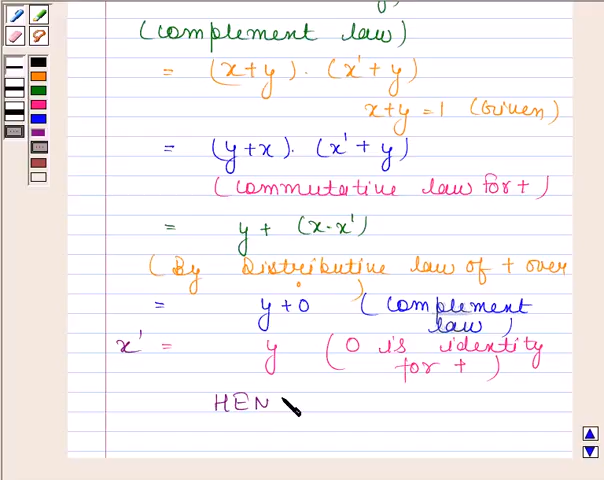 (complement law)
= (x+y) . (x' + y)
x+y = 1 (Given)
= (y+x) . (x' + y)
(commutative law for +)
= y + (x . x')
(By Distributive law of + over
. )
= y + 0 (complement
law)
x' = y (0 is identity
for +)
HEN